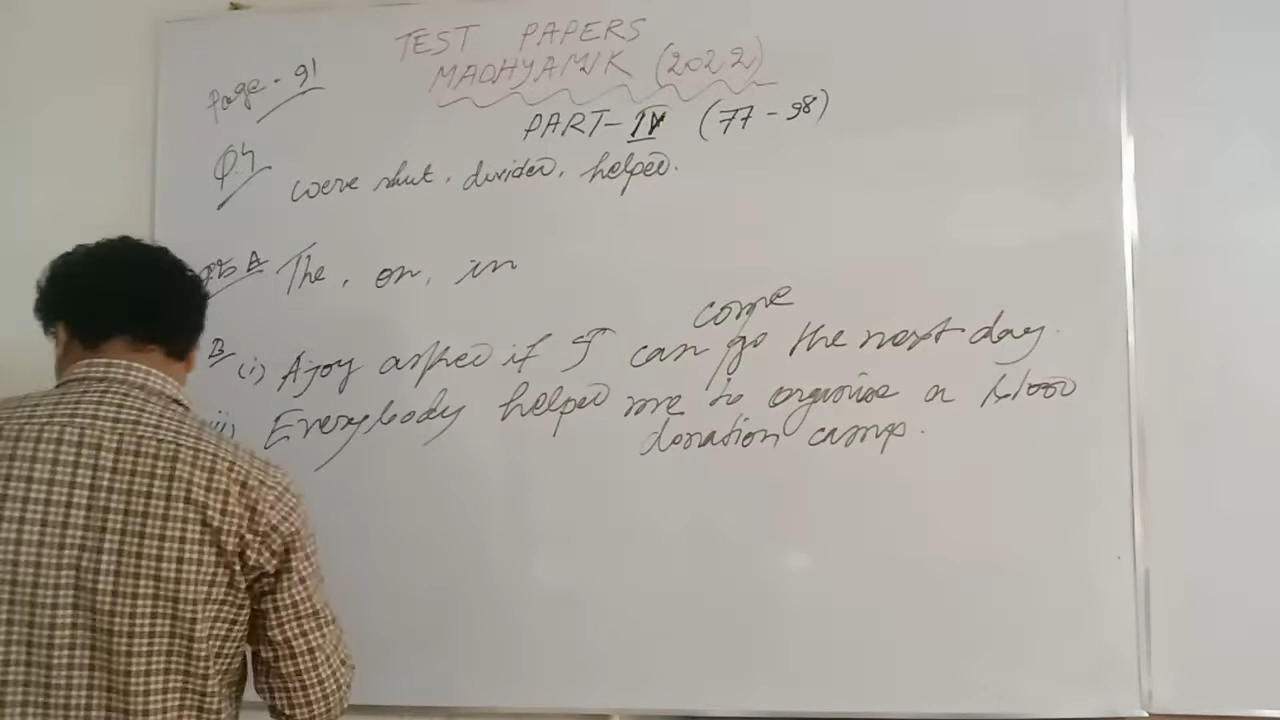 TEST PAPERS
MADHYAMIK (2022)
Page - 91
PART - IV (77 - 98)
Q.4
were shut, divided, helped.
A The, on, in
come
B (i) Ajoy asked if I can go the next day.
Everybody helped me to organise a blood
donation camp.